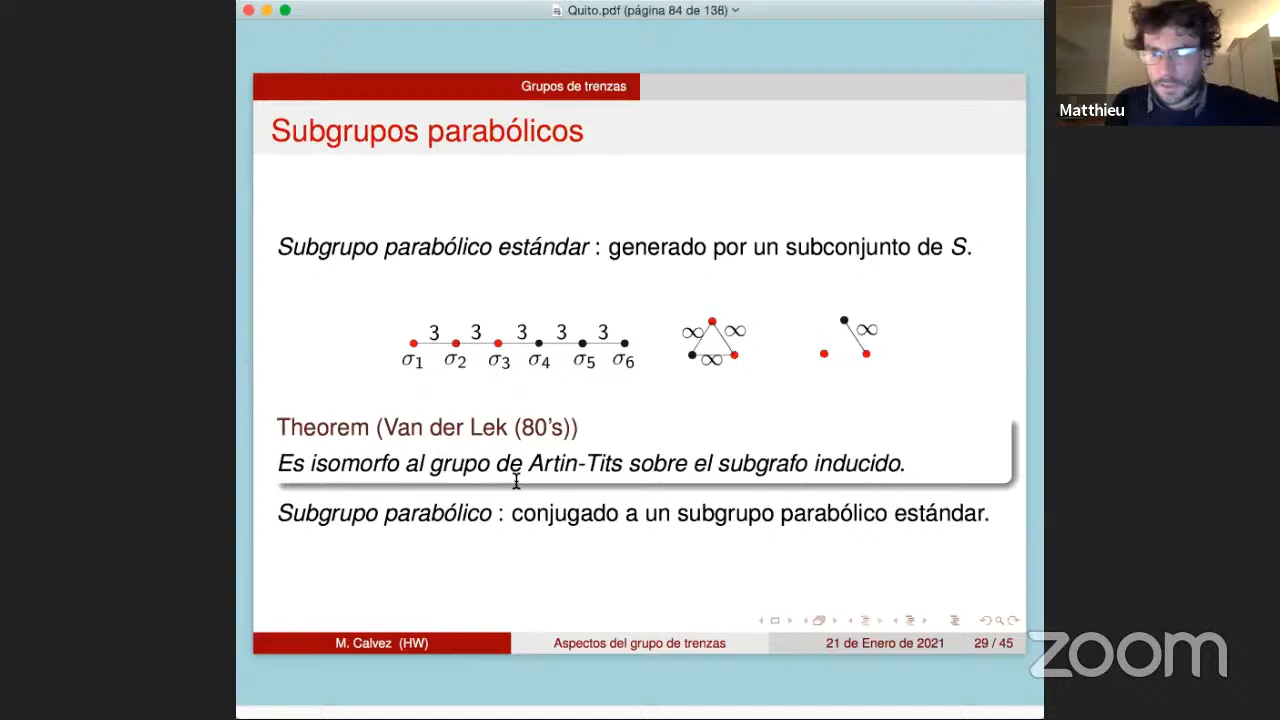 Quito.pdf (página 84 de 138)
Matthieu
Grupos de trenzas
Subgrupos parabólicos
Subgrupo parabólico estándar : generado por un subconjunto de S.
3 3 3 3 3
σ1 σ2 σ3 σ4 σ5 σ6
∞ ∞
∞
∞
Theorem (Van der Lek (80's))
Es isomorfo al grupo de Artin-Tits sobre el subgrafo inducido.
Subgrupo parabólico : conjugado a un subgrupo parabólico estándar.
M. Calvez (HW) Aspectos del grupo de trenzas 21 de Enero de 2021 29 / 45
zoom